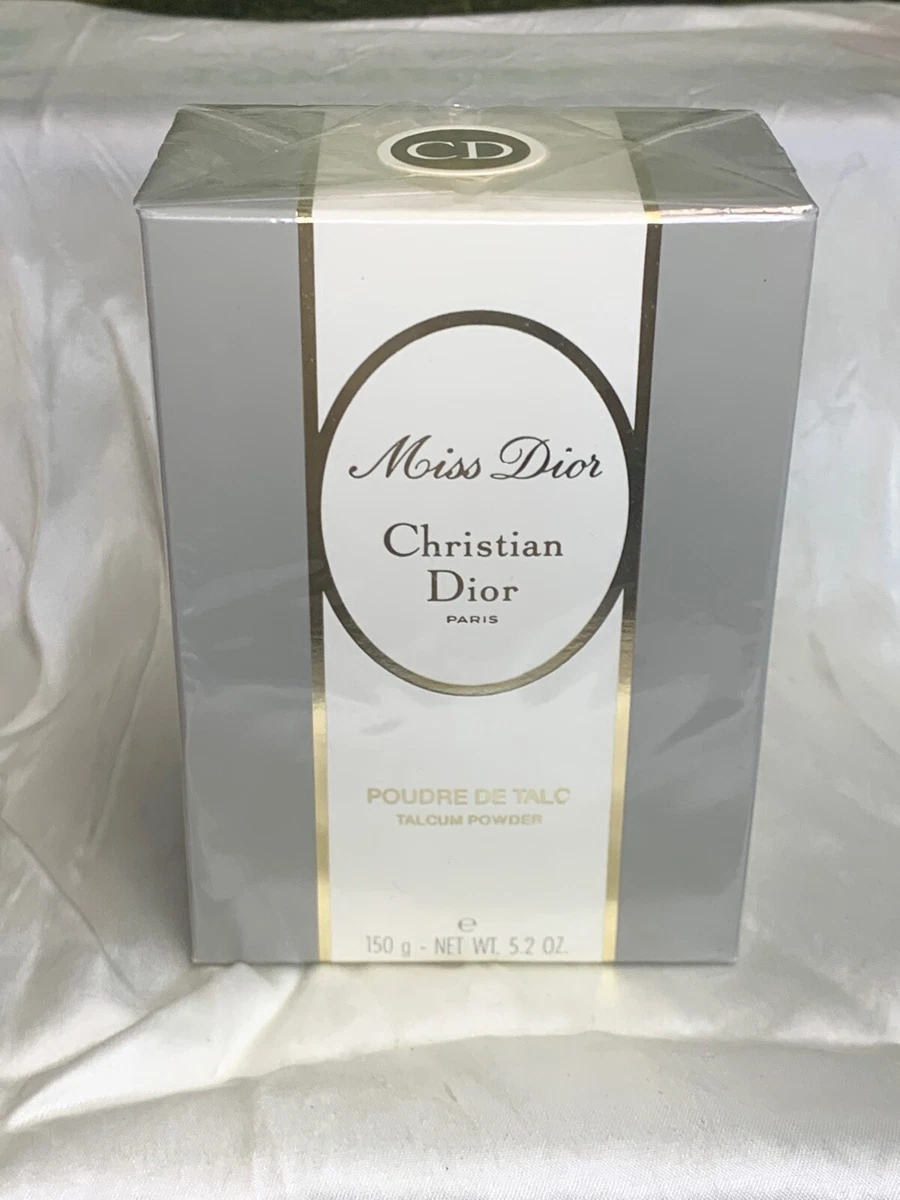 CD
Miss Dior
Christian
Dior
PARIS
POUDRE DE TALC
TALCUM POWDER
℮
150 g - NET WT. 5.2 OZ.